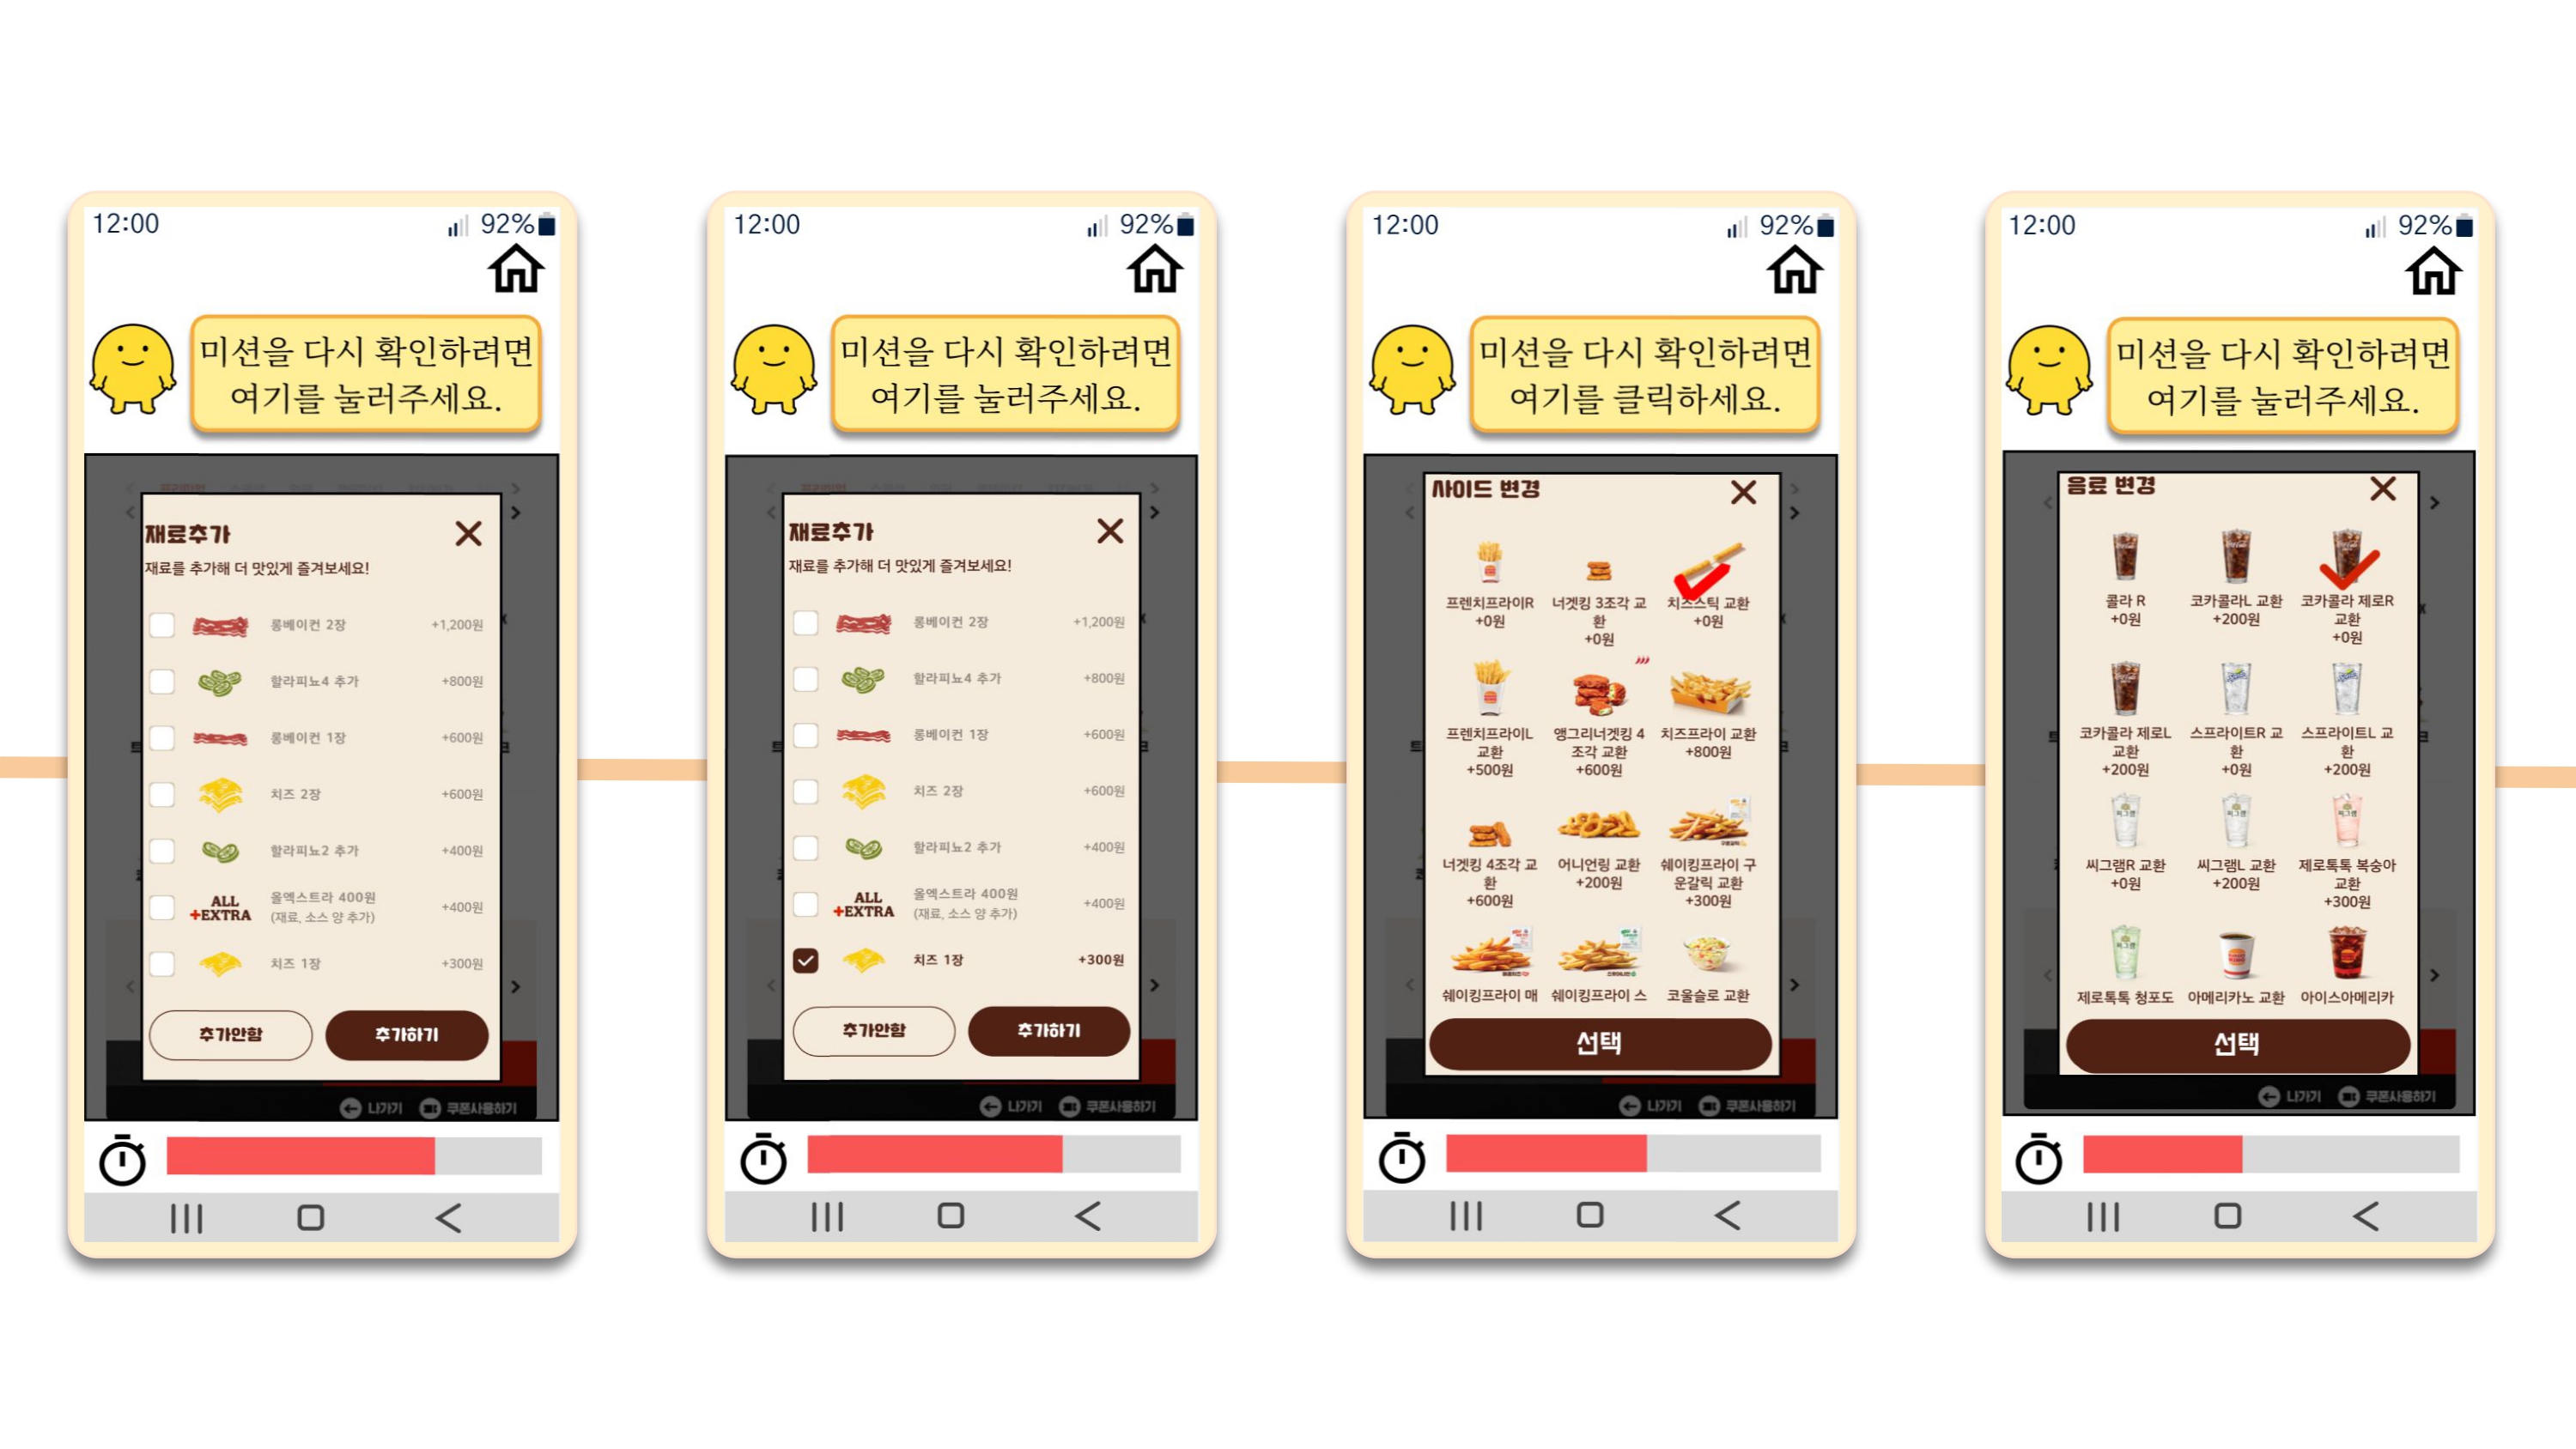 12:00
92%
미션을 다시 확인하려면
여기를 눌러주세요.
재료추가
재료를 추가해 더 맛있게 즐겨보세요!
롱베이컨 2장 +1,200원
할라피뇨4 추가 +800원
롱베이컨 1장 +600원
치즈 2장 +600원
할라피뇨2 추가 +400원
ALL
+EXTRA
올엑스트라 400원
(재료, 소스 양 추가)
+400원
치즈 1장 +300원
추가안함 추가하기
나가기 쿠폰사용하기
12:00
92%
미션을 다시 확인하려면
여기를 눌러주세요.
재료추가
재료를 추가해 더 맛있게 즐겨보세요!
롱베이컨 2장 +1,200원
할라피뇨4 추가 +800원
롱베이컨 1장 +600원
치즈 2장 +600원
할라피뇨2 추가 +400원
ALL
+EXTRA
올엑스트라 400원
(재료, 소스 양 추가)
+400원
치즈 1장 +300원
추가안함 추가하기
나가기 쿠폰사용하기
12:00
92%
미션을 다시 확인하려면
여기를 클릭하세요.
사이드 변경
프렌치프라이R
+0원
너겟킹 3조각 교
환
+0원
치즈스틱 교환
+0원
프렌치프라이L
교환
+500원
앵그리너겟킹 4
조각 교환
+600원
치즈프라이 교환
+800원
너겟킹 4조각 교
환
+600원
어니언링 교환
+200원
쉐이킹프라이 구
운갈릭 교환
+300원
쉐이킹프라이 매
쉐이킹프라이 스
코울슬로 교환
선택
나가기 쿠폰사용하기
12:00
92%
미션을 다시 확인하려면
여기를 눌러주세요.
음료 변경
콜라 R
+0원
코카콜라L 교환
+200원
코카콜라 제로R
교환
+0원
코카콜라 제로L
교환
+200원
스프라이트R 교
환
+0원
스프라이트L 교
환
+200원
씨그램R 교환
+0원
씨그램L 교환
+200원
제로톡톡 복숭아
교환
+300원
제로톡톡 청포도
아메리카노 교환
아이스아메리카
선택
나가기 쿠폰사용하기